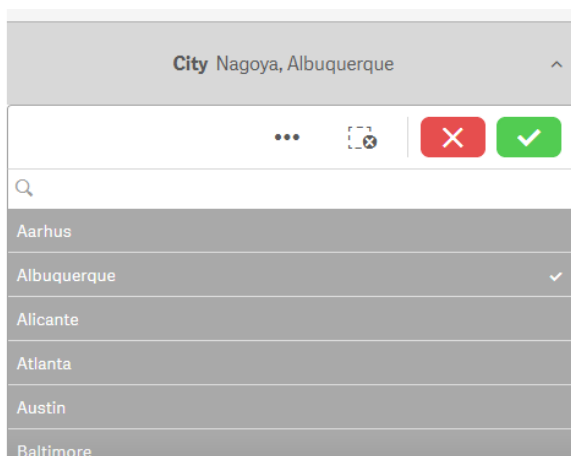 City Nagoya, Albuquerque
Aarhus
Albuquerque
Alicante
Atlanta
Austin
Baltimore